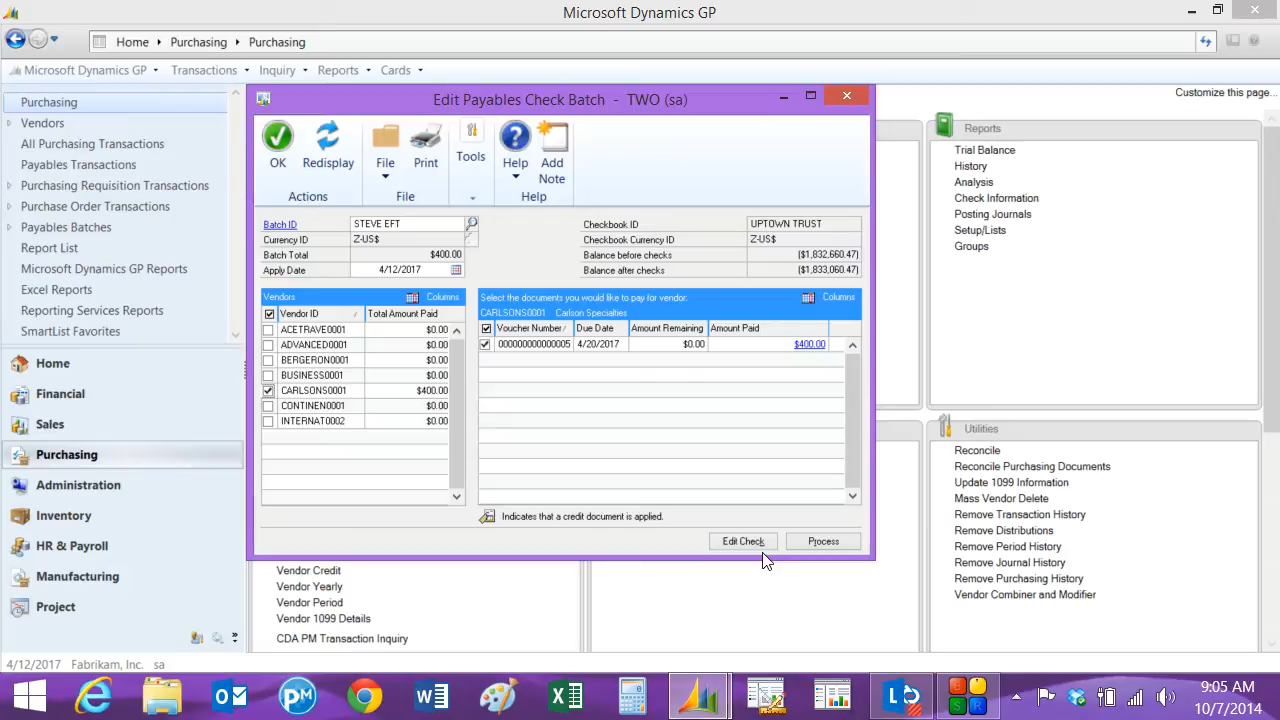 Microsoft Dynamics GP
Home Purchasing Purchasing
Microsoft Dynamics GP Transactions Inquiry Reports Cards
Customize this page...
Purchasing
Vendors
All Purchasing Transactions
Payables Transactions
Purchasing Requisition Transactions
Purchase Order Transactions
Payables Batches
Report List
Microsoft Dynamics GP Reports
Excel Reports
Reporting Services Reports
SmartList Favorites
Home
Financial
Sales
Purchasing
Administration
Inventory
HR & Payroll
Manufacturing
Project
Edit Payables Check Batch - TWO (sa)
OK Redisplay File Print Tools Help Add Note
Actions File Help
Batch ID STEVE EFT Checkbook ID UPTOWN TRUST
Currency ID Z-US$ Checkbook Currency ID Z-US$
Batch Total $400.00 Balance before checks ($1,832,660.47)
Apply Date 4/12/2017 Balance after checks ($1,833,060.47)
Vendors Columns
Vendor ID Total Amount Paid
ACETRAVE0001 $0.00
ADVANCED0001 $0.00
BERGERON0001 $0.00
BUSINESS0001 $0.00
CARLSONS0001 $400.00
CONTINEN0001 $0.00
INTERNAT0002 $0.00
Select the documents you would like to pay for vendor: Columns
CARLSONS0001 Carlson Specialties
Voucher Number Due Date Amount Remaining Amount Paid
000000000000005 4/20/2017 $0.00 $400.00
Indicates that a credit document is applied.
Edit Check Process
Vendor Credit
Vendor Yearly
Vendor Period
Vendor 1099 Details
CDA PM Transaction Inquiry
Reports
Trial Balance
History
Analysis
Check Information
Posting Journals
Setup/Lists
Groups
Utilities
Reconcile
Reconcile Purchasing Documents
Update 1099 Information
Mass Vendor Delete
Remove Transaction History
Remove Distributions
Remove Period History
Remove Journal History
Remove Purchasing History
Vendor Combiner and Modifier
4/12/2017 Fabrikam, Inc. sa
9:05 AM
10/7/2014